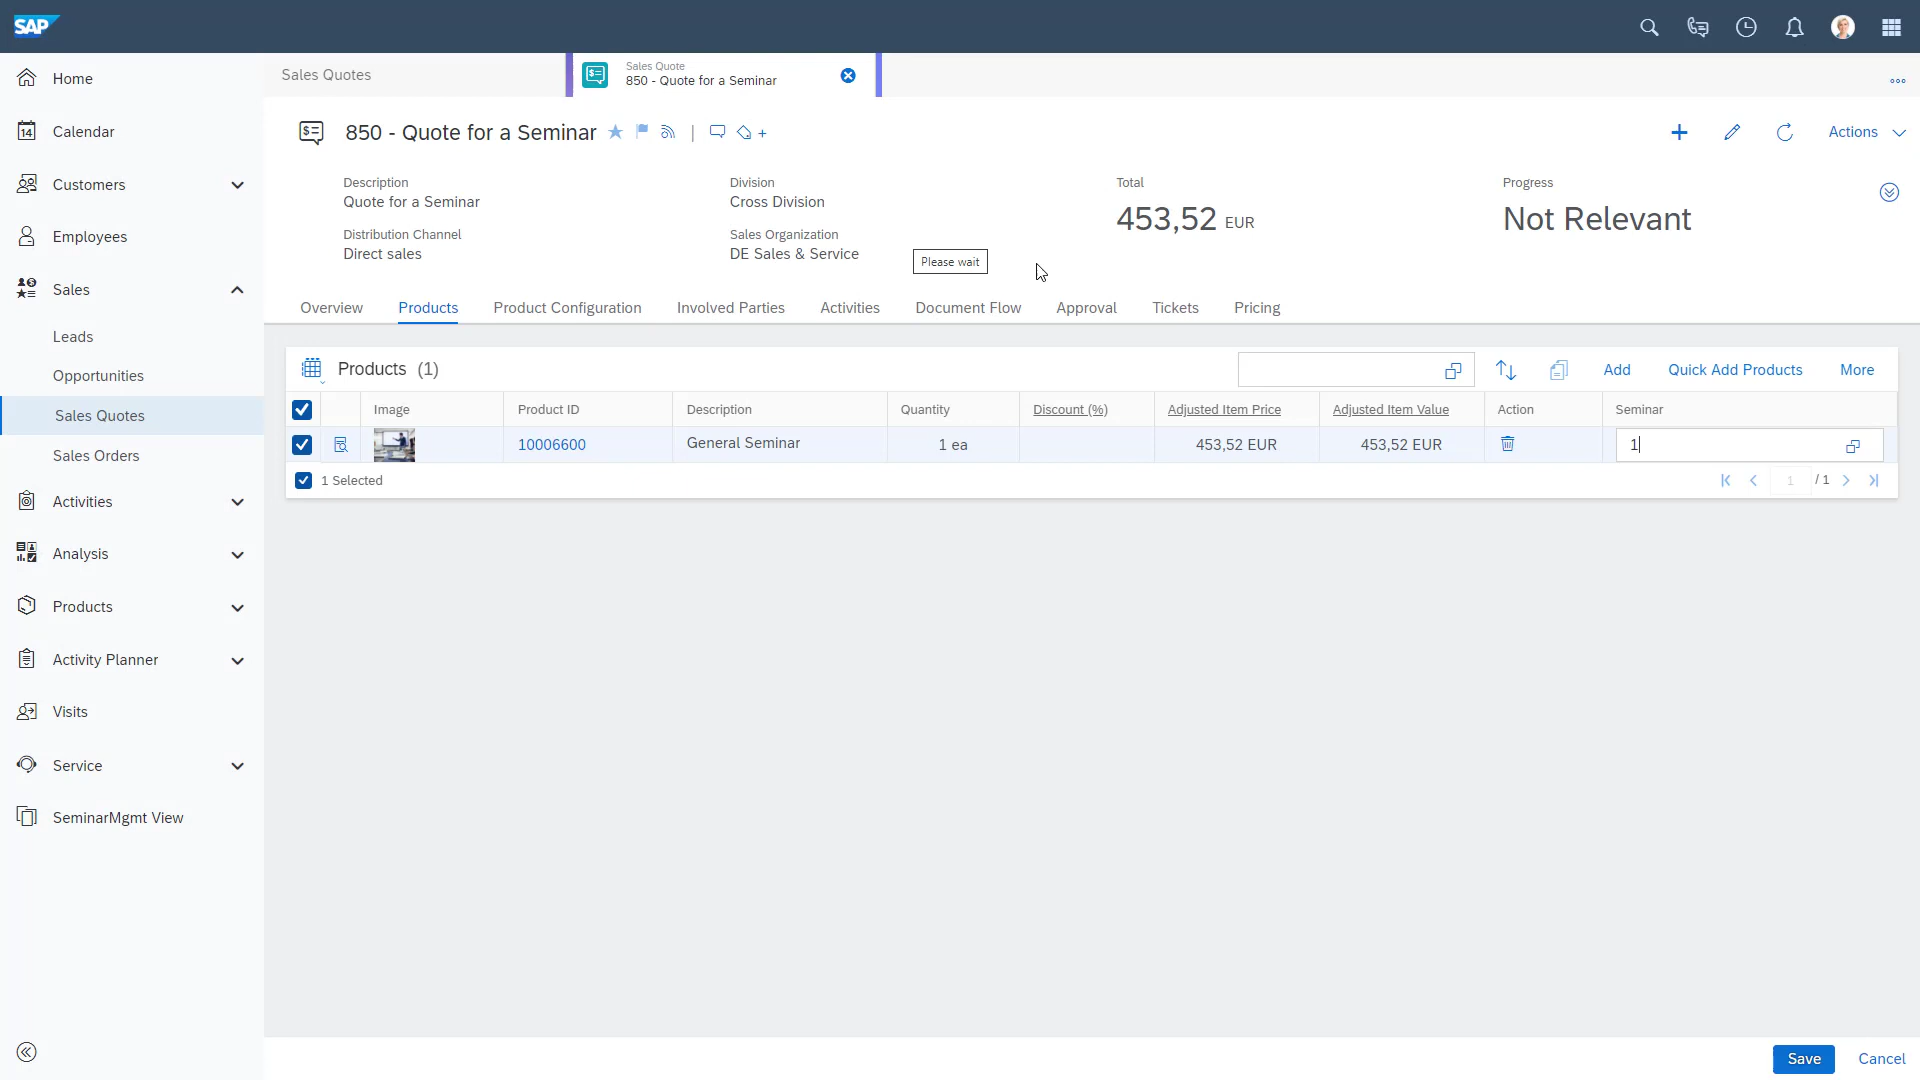 SAP
Home
14
Calendar
Customers
Employees
Sales
Leads
Opportunities
Sales Quotes
Sales Orders
Activities
Analysis
Products
Activity Planner
Visits
Service
SeminarMgmt View
Sales Quotes
Sales Quote
850 - Quote for a Seminar
850 - Quote for a Seminar
Actions
Description
Quote for a Seminar
Distribution Channel
Direct sales
Division
Cross Division
Sales Organization
DE Sales & Service
Total
453,52 EUR
Progress
Not Relevant
Please wait
Overview Products Product Configuration Involved Parties Activities Document Flow Approval Tickets Pricing
Products (1)
Add Quick Add Products More
Image Product ID Description Quantity Discount (%) Adjusted Item Price Adjusted Item Value Action Seminar
10006600 General Seminar 1 ea 453,52 EUR 453,52 EUR 1
1 Selected
1 / 1
Save Cancel